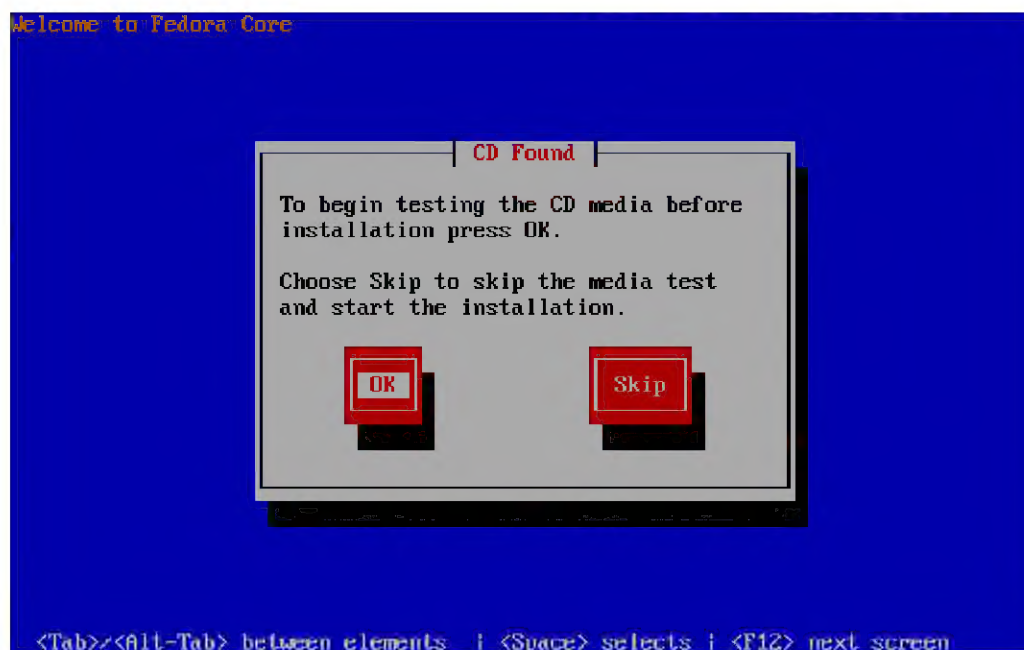 Welcome to Fedora Core
CD Found
To begin testing the CD media before
installation press OK.
Choose Skip to skip the media test
and start the installation.
OK
Skip
<Tab>/<Alt-Tab> between elements | <Space> selects | <F12> next screen